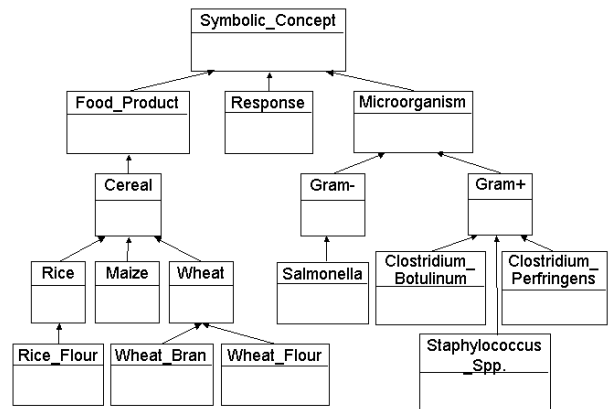 Symbolic_Concept
Food_Product
Response
Microorganism
Cereal
Gram-
Gram+
Rice
Maize
Wheat
Salmonella
Clostridium_
Botulinum
Clostridium_
Perfringens
Rice_Flour
Wheat_Bran
Wheat_Flour
Staphylococcus
_Spp.